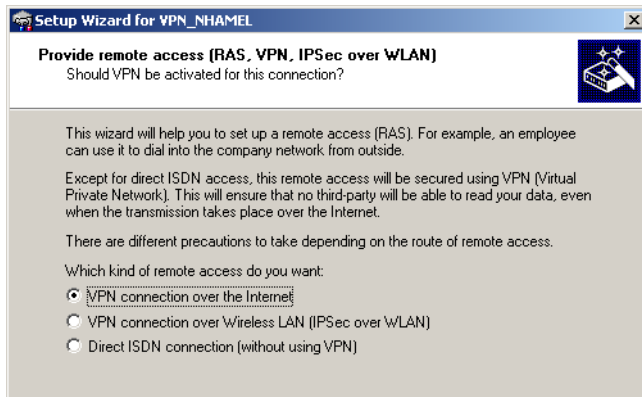 Setup Wizard for VPN_NHAMEL
Provide remote access (RAS, VPN, IPSec over WLAN)
Should VPN be activated for this connection?
This wizard will help you to set up a remote access (RAS). For example, an employee
can use it to dial into the company network from outside.
Except for direct ISDN access, this remote access will be secured using VPN (Virtual
Private Network). This will ensure that no third-party will be able to read your data, even
when the transmission takes place over the Internet.
There are different precautions to take depending on the route of remote access.
Which kind of remote access do you want:
VPN connection over the Internet
VPN connection over Wireless LAN (IPSec over WLAN)
Direct ISDN connection (without using VPN)